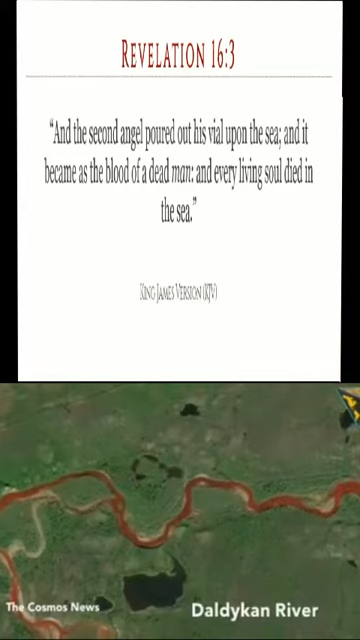 REVELATION 16:3
“And the second angel poured out his vial upon the sea; and it
became as the blood of a dead man: and every living soul died in
the sea.”
KING JAMES VERSION (KJV)
The Cosmos News
Daldykan River